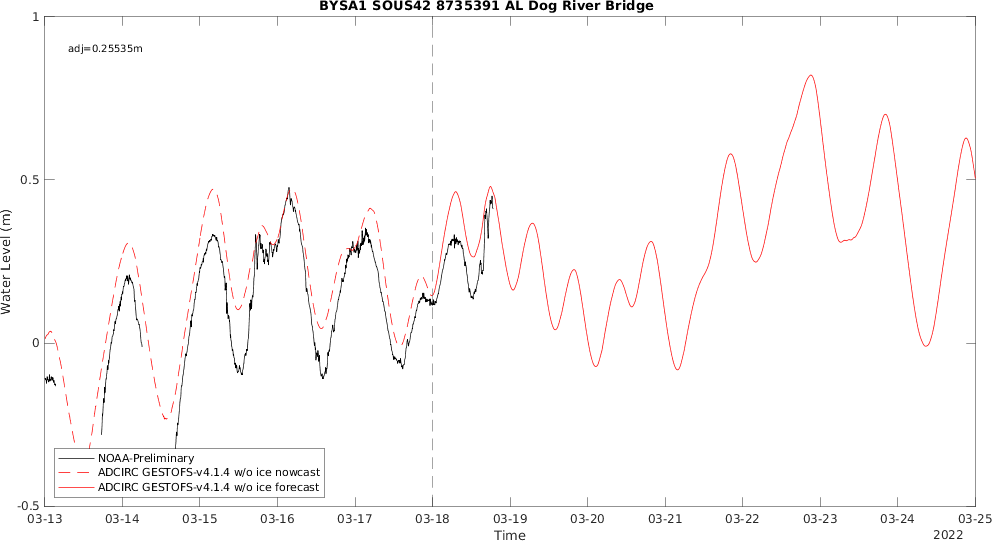 BYSA1 SOUS42 8735391 AL Dog River Bridge
adj=0.25535m
1
0.5
0
-0.5
Water Level (m)
NOAA-Preliminary
ADCIRC GESTOFS-v4.1.4 w/o ice nowcast
ADCIRC GESTOFS-v4.1.4 w/o ice forecast
03-13 03-14 03-15 03-16 03-17 03-18 03-19 03-20 03-21 03-22 03-23 03-24 03-25
Time
2022